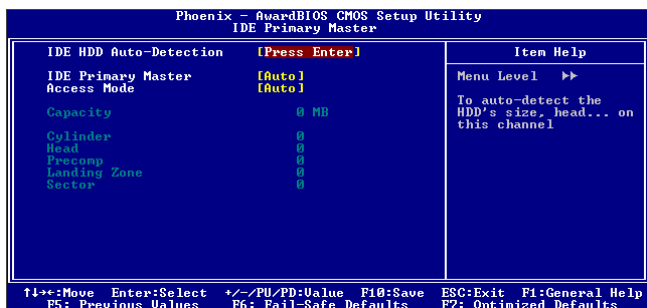 Phoenix - AwardBIOS CMOS Setup Utility
IDE Primary Master
IDE HDD Auto-Detection [Press Enter]
IDE Primary Master [Auto]
Access Mode [Auto]
Capacity 0 MB
Cylinder 0
Head 0
Precomp 0
Landing Zone 0
Sector 0
Item Help
Menu Level ▶▶
To auto-detect the
HDD's size, head... on
this channel
↑↓→←:Move Enter:Select +/-/PU/PD:Value F10:Save ESC:Exit F1:General Help
F5: Previous Values F6: Fail-Safe Defaults F7: Optimized Defaults